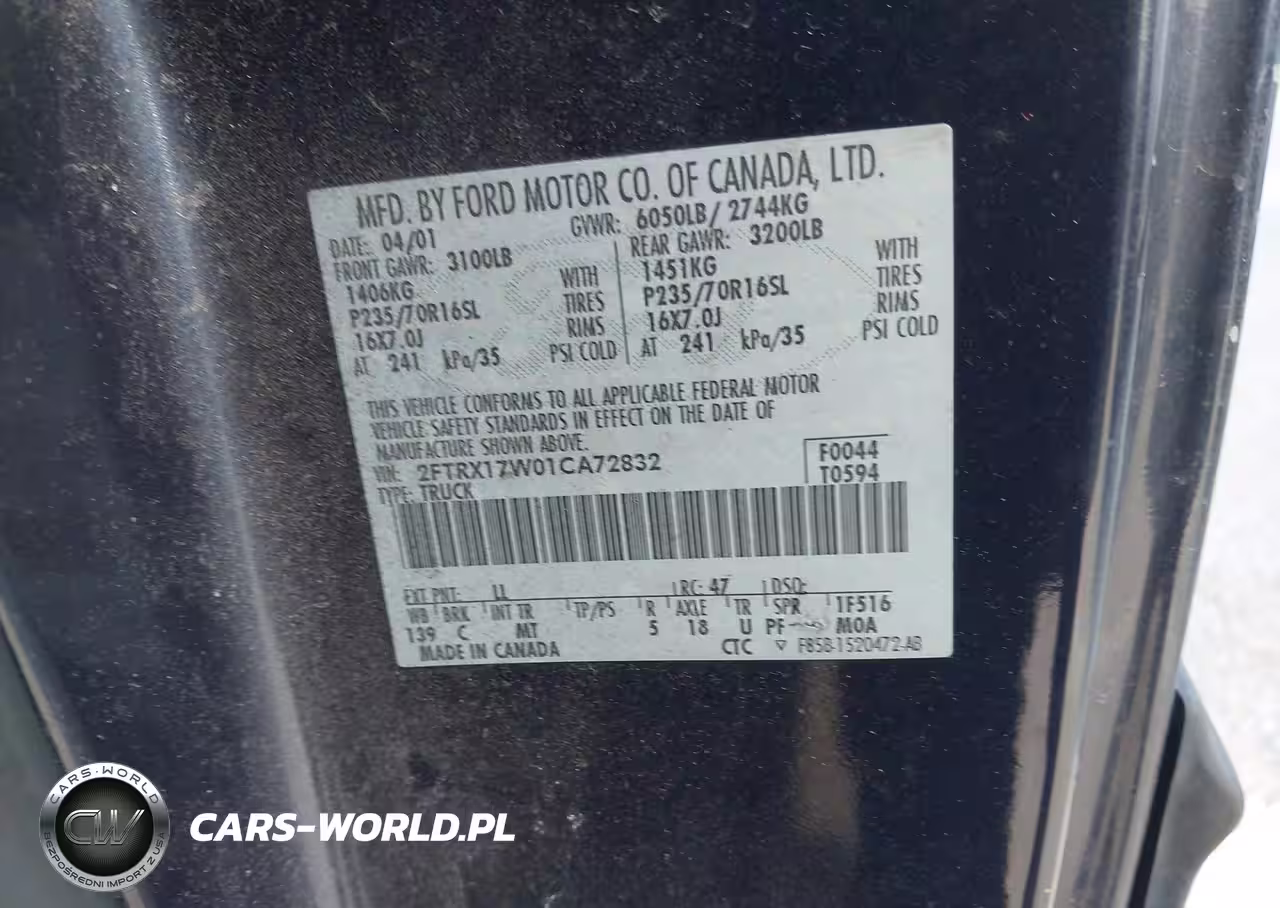 MFD. BY FORD MOTOR CO. OF CANADA, LTD.
DATE: 04/01
GVWR: 6050LB/ 2744KG
FRONT GAWR: 3100LB
1406KG
P235/70R16SL
16X7.0J
AT 241 kPa/35
WITH
TIRES
RIMS
PSI COLD
REAR GAWR: 3200LB
1451KG
P235/70R16SL
16X7.0J
AT 241 kPa/35
WITH
TIRES
RIMS
PSI COLD
THIS VEHICLE CONFORMS TO ALL APPLICABLE FEDERAL MOTOR
VEHICLE SAFETY STANDARDS IN EFFECT ON THE DATE OF
MANUFACTURE SHOWN ABOVE.
VIN: 2FTRX17W01CA72832
TYPE: TRUCK
F0044
T0594
EXT PNT: LL RC: 47 DSO:
WB BRK INT TR TP/PS R AXLE TR SPR 1F516
139 C MT 5 18 U PF M0A
MADE IN CANADA CTC F85B-1520472-AB
CARS-WORLD
CW
BEZPOŚREDNI IMPORT Z USA
CARS-WORLD.PL